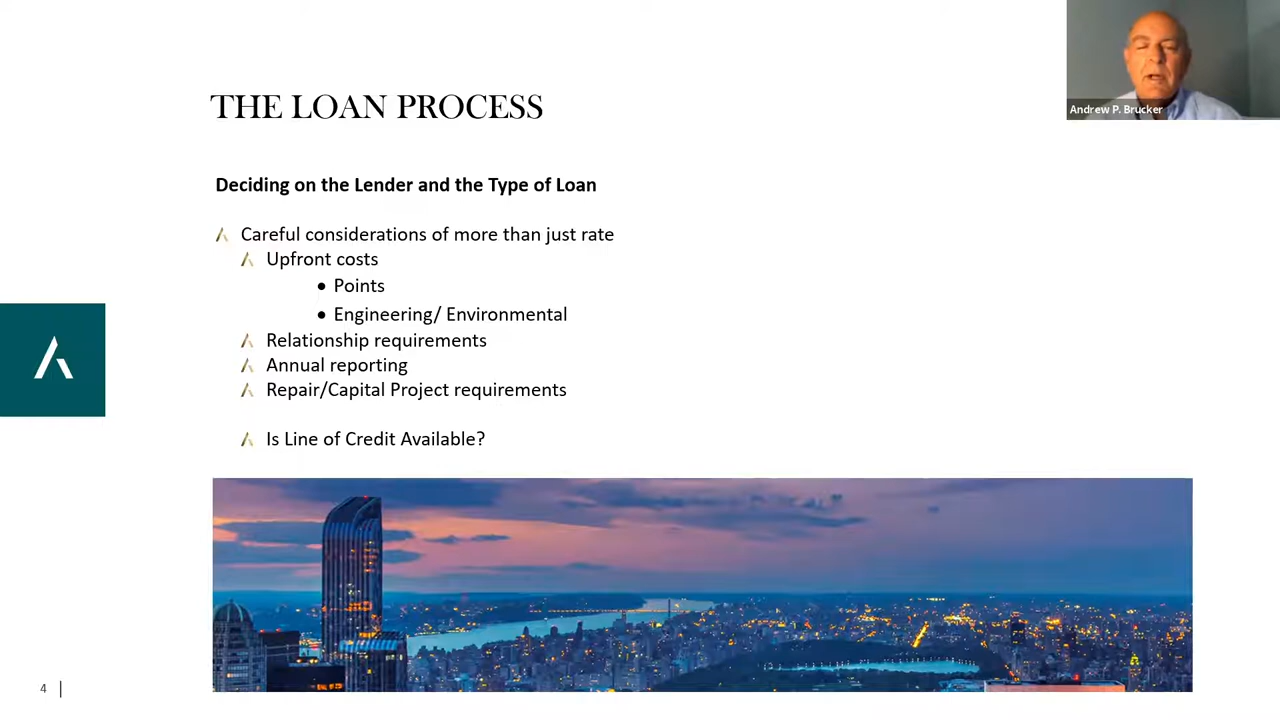 THE LOAN PROCESS
Andrew P. Brucker
Deciding on the Lender and the Type of Loan
Careful considerations of more than just rate
Upfront costs
• Points
• Engineering/ Environmental
Relationship requirements
Annual reporting
Repair/Capital Project requirements
Is Line of Credit Available?
4